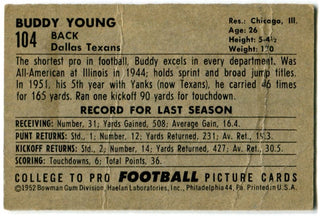 BUDDY YOUNG
104 BACK
Dallas Texans
Res.: Chicago, Ill.
Age: 26
Height: 5-4½
Weight: 170
The shortest pro in football, Buddy excels in every department. Was
All-American at Illinois in 1944; holds sprint and broad jump titles.
In 1951, his 5th year with Yanks (now Texans), he carried 46 times
for 165 yards. Ran one kickoff 90 yards for touchdown.
RECORD FOR LAST SEASON
RECEIVING: Number, 31; Yards Gained, 508; Average Gain, 16.4.
PUNT RETURNS: Std., 1; Number, 12; Yards Returned, 231; Av. Ret.,
KICKOFF RETURNS: Std., 2; Number, 14; Yards Returned, 427; Av. Ret., 30.5.
SCORING: Touchdowns, 6; Total Points, 36.
COLLEGE TO PRO FOOTBALL PICTURE CARDS
©1952 Bowman Gum Division, Haelan Laboratories, Inc., Philadelphia 44, Pa. Printed in U.S.A.